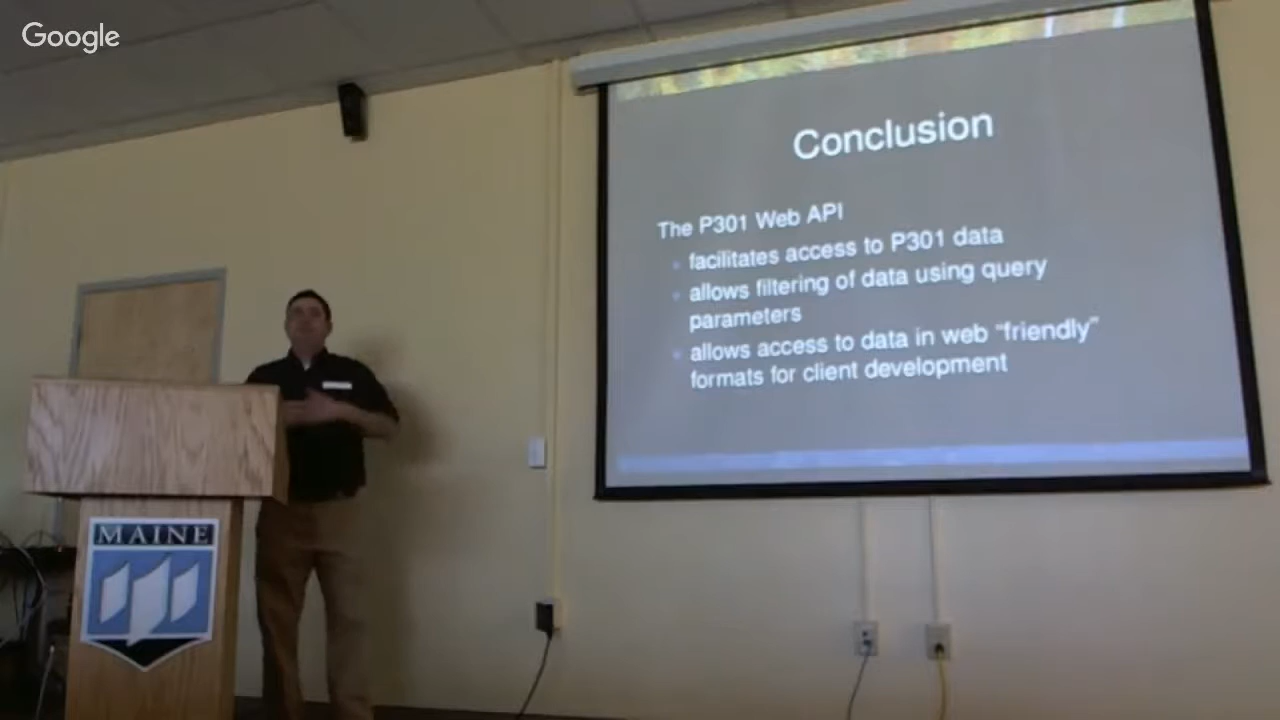 Google
Conclusion
The P301 Web API
facilitates access to P301 data
allows filtering of data using query
parameters
allows access to data in web “friendly”
formats for client development
MAINE